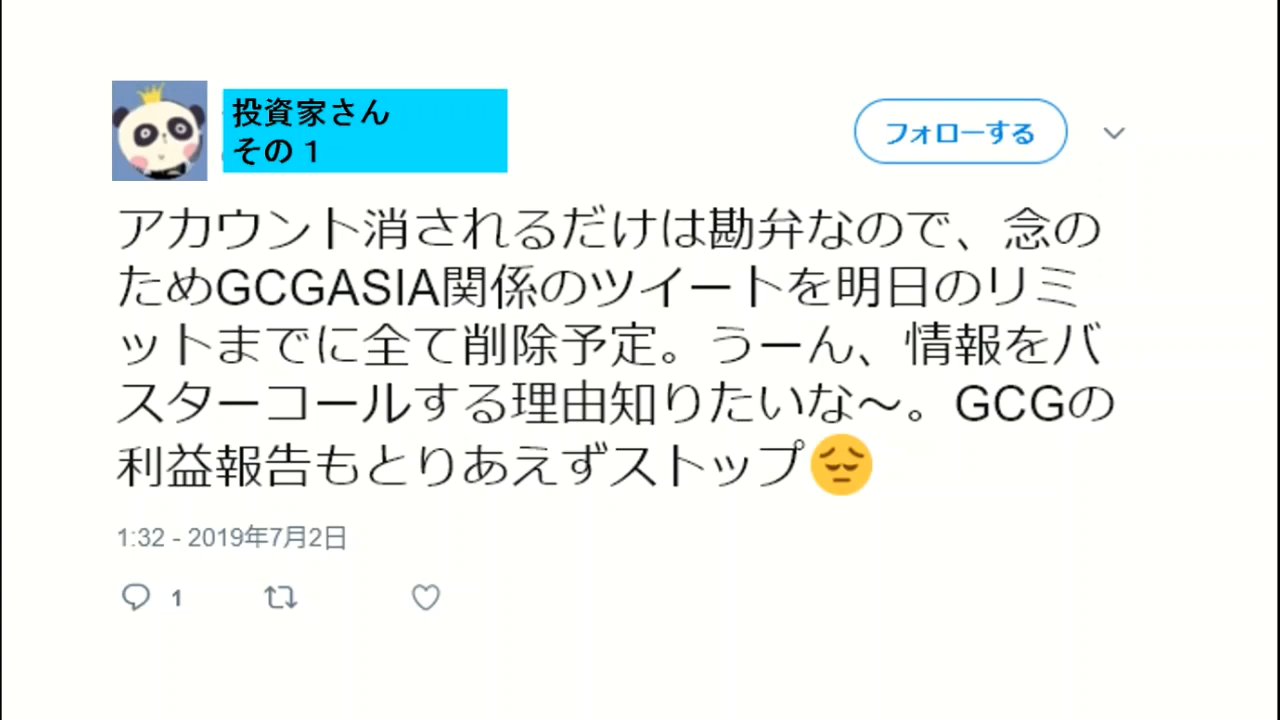 投資家さん
その１
フォローする
アカウント消されるだけは勘弁なので、念の
ためGCGASIA関係のツイートを明日のリミ
ットまでに全て削除予定。うーん、情報をバ
スターコールする理由知りたいな～。GCGの
利益報告もとりあえずストップ😔
1:32 - 2019年7月2日
1